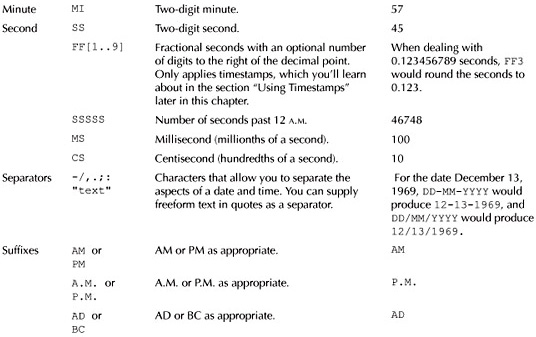 Minute MI Two-digit minute. 57
Second SS Two-digit second. 45
FF[1..9] Fractional seconds with an optional number When dealing with
of digits to the right of the decimal point. 0.123456789 seconds, FF3
Only applies timestamps, which you'll learn would round the seconds to
about in the section "Using Timestamps" 0.123.
later in this chapter.
SSSSS Number of seconds past 12 A.M. 46748
MS Millisecond (millionths of a second). 100
CS Centisecond (hundredths of a second). 10
Separators -/,.;: Characters that allow you to separate the For the date December 13,
"text" aspects of a date and time. You can supply 1969, DD-MM-YYYY would
freeform text in quotes as a separator. produce 12-13-1969, and
DD/MM/YYYY would produce
12/13/1969.
Suffixes AM or AM or PM as appropriate. AM
PM
A.M. or A.M. or P.M. as appropriate. P.M.
P.M.
AD or AD or BC as appropriate. AD
BC